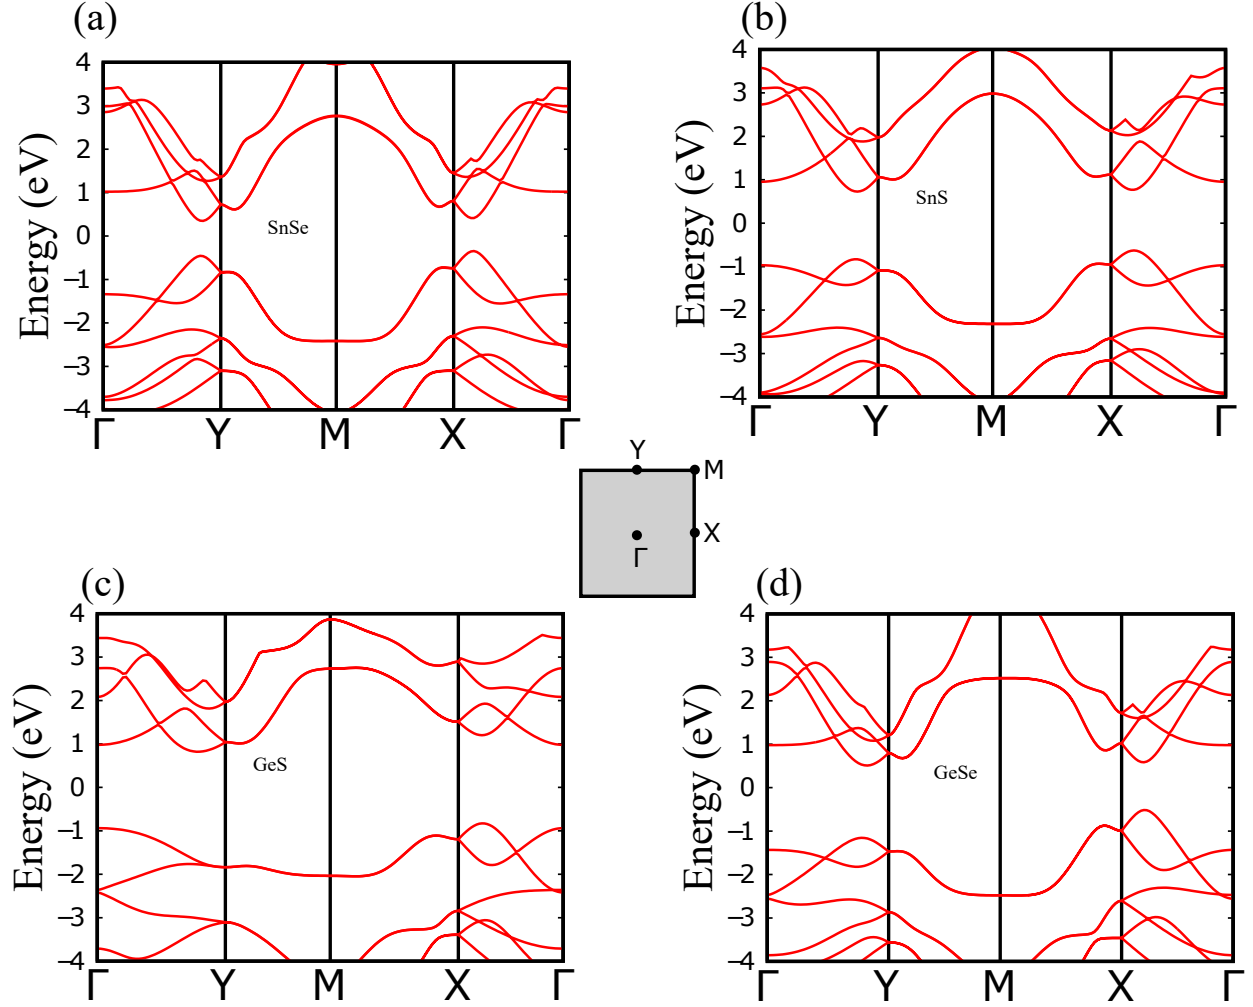 (a)
Energy (eV)
4
3
2
1
0
−1
−2
−3
−4
SnSe
Γ Y M X Γ
(b)
Energy (eV)
4
3
2
1
0
−1
−2
−3
−4
SnS
Γ Y M X Γ
Y
M
X
Γ
(c)
Energy (eV)
4
3
2
1
0
−1
−2
−3
−4
GeS
Γ Y M X Γ
(d)
Energy (eV)
4
3
2
1
0
−1
−2
−3
−4
GeSe
Γ Y M X Γ